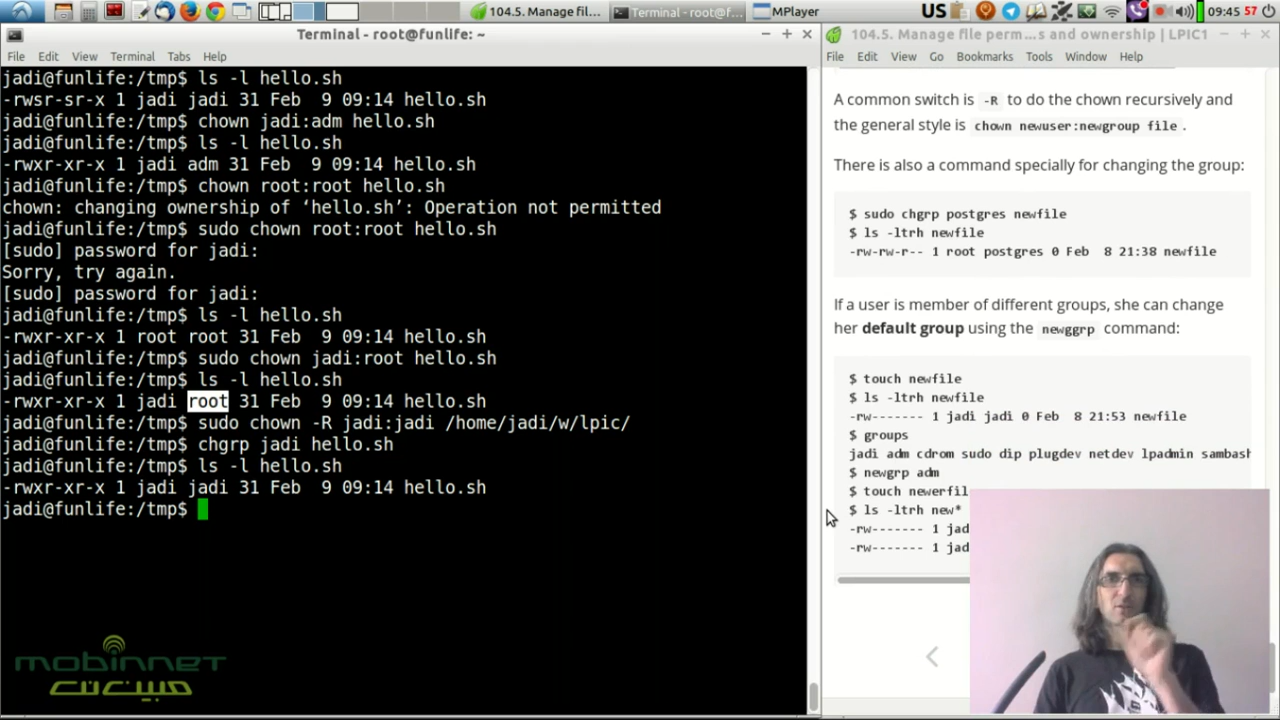 104.5. Manage fil...
Terminal - root@f...
MPlayer
US
09:45 57
Terminal - root@funlife: ~
File Edit View Terminal Tabs Help
jadi@funlife:/tmp$ ls -l hello.sh
-rwsr-sr-x 1 jadi jadi 31 Feb  9 09:14 hello.sh
jadi@funlife:/tmp$ chown jadi:adm hello.sh
jadi@funlife:/tmp$ ls -l hello.sh
-rwxr-xr-x 1 jadi adm 31 Feb  9 09:14 hello.sh
jadi@funlife:/tmp$ chown root:root hello.sh
chown: changing ownership of ‘hello.sh’: Operation not permitted
jadi@funlife:/tmp$ sudo chown root:root hello.sh
[sudo] password for jadi:
Sorry, try again.
[sudo] password for jadi:
jadi@funlife:/tmp$ ls -l hello.sh
-rwxr-xr-x 1 root root 31 Feb  9 09:14 hello.sh
jadi@funlife:/tmp$ sudo chown jadi:root hello.sh
jadi@funlife:/tmp$ ls -l hello.sh
-rwxr-xr-x 1 jadi root 31 Feb  9 09:14 hello.sh
jadi@funlife:/tmp$ sudo chown -R jadi:jadi /home/jadi/w/lpic/
jadi@funlife:/tmp$ chgrp jadi hello.sh
jadi@funlife:/tmp$ ls -l hello.sh
-rwxr-xr-x 1 jadi jadi 31 Feb  9 09:14 hello.sh
jadi@funlife:/tmp$
mobinnet
مبین‌نت
104.5. Manage file perm...s and ownership | LPIC1
File Edit View Go Bookmarks Tools Window Help
A common switch is -R to do the chown recursively and
the general style is chown newuser:newgroup file .
There is also a command specially for changing the group:
$ sudo chgrp postgres newfile
$ ls -ltrh newfile
-rw-rw-r-- 1 root postgres 0 Feb  8 21:38 newfile
If a user is member of different groups, she can change
her default group using the newggrp command:
$ touch newfile
$ ls -ltrh newfile
-rw------- 1 jadi jadi 0 Feb  8 21:53 newfile
$ groups
jadi adm cdrom sudo dip plugdev netdev lpadmin sambash
$ newgrp adm
$ touch newerfil
$ ls -ltrh new*
-rw------- 1 jad
-rw------- 1 jad